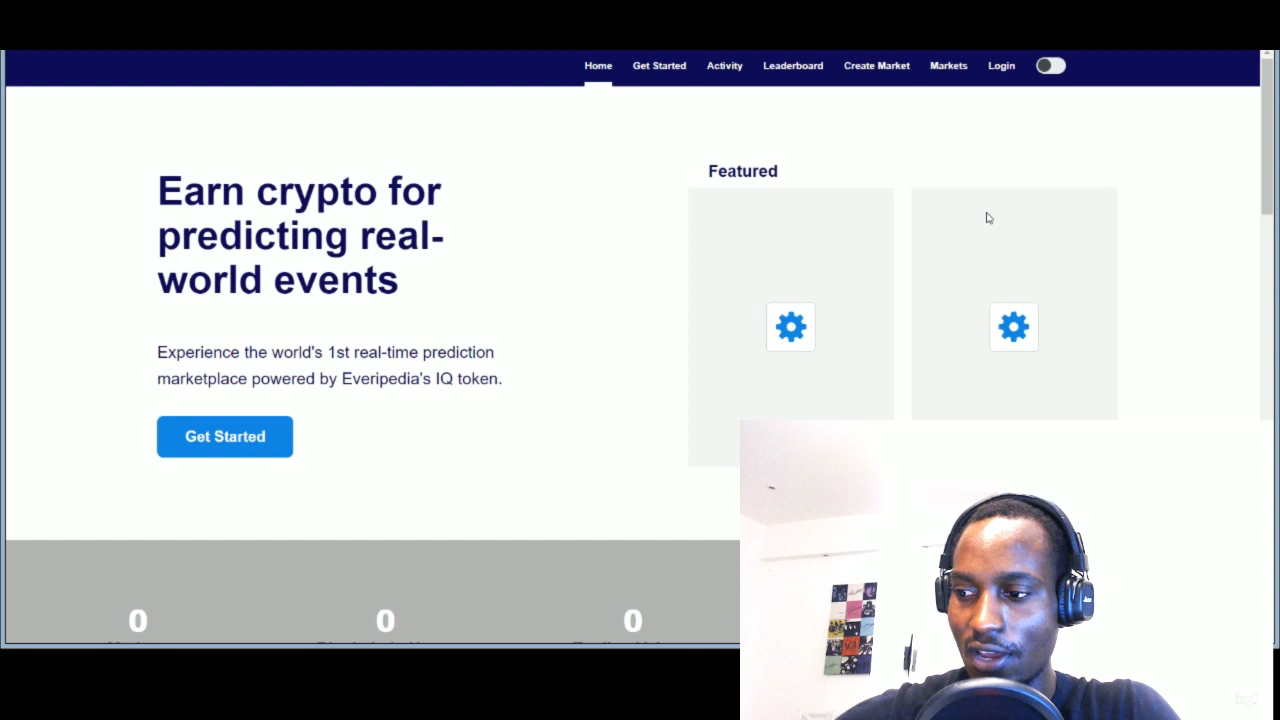 Home Get Started Activity Leaderboard Create Market Markets Login
Earn crypto for
predicting real-
world events
Featured
Experience the world's 1st real-time prediction
marketplace powered by Everipedia's IQ token.
Get Started
0 0 0